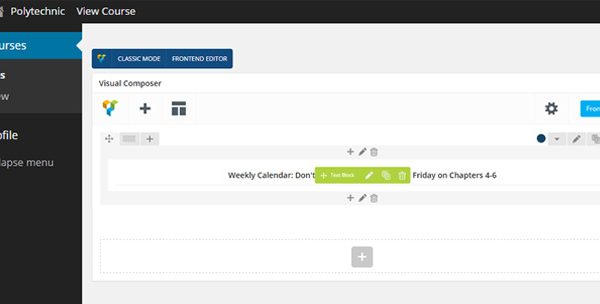 Polytechnic View Course
urses
CLASSIC MODE FRONTEND EDITOR
Visual Composer
s
Fron
ew
Weekly Calendar: Don't Text Block Friday on Chapters 4-6
ofile
lapse menu